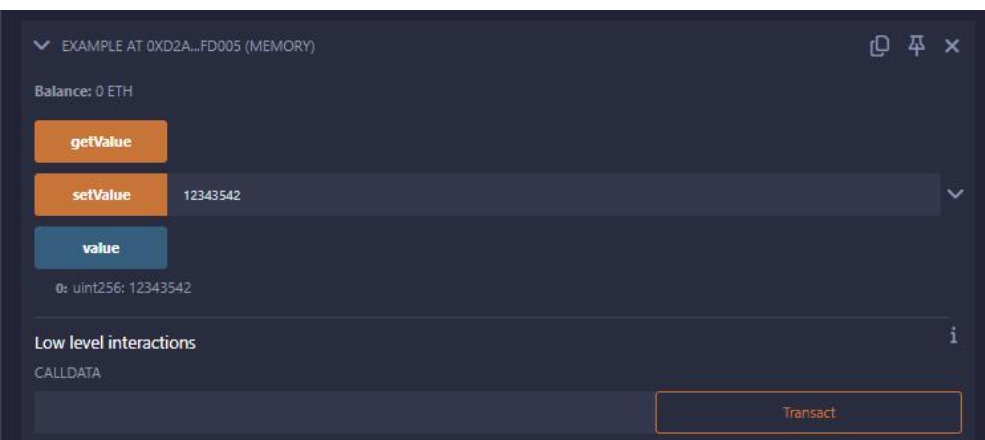 EXAMPLE AT 0XD2A...FD005 (MEMORY)
Balance: 0 ETH
getValue
setValue 12343542
value
0: uint256: 12343542
Low level interactions
i
CALLDATA
Transact